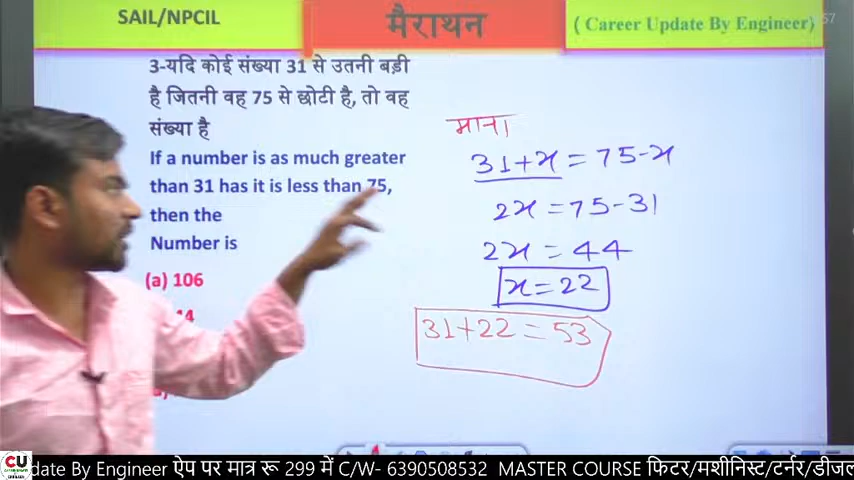 SAIL/NPCIL
मैराथन
( Career Update By Engineer)
57
3-यदि कोई संख्या 31 से उतनी बड़ी
है जितनी वह 75 से छोटी है, तो वह
संख्या है
If a number is as much greater
than 31 has it is less than 75,
then the
Number is
(a) 106
माना
31+x = 75-x
2x = 75-31
2x = 44
x = 22
31+22 = 53
CU
date By Engineer ऐप पर मात्र रू 299 में C/W- 6390508532 MASTER COURSE फिटर/मशीनिस्ट/टर्नर/डीजल